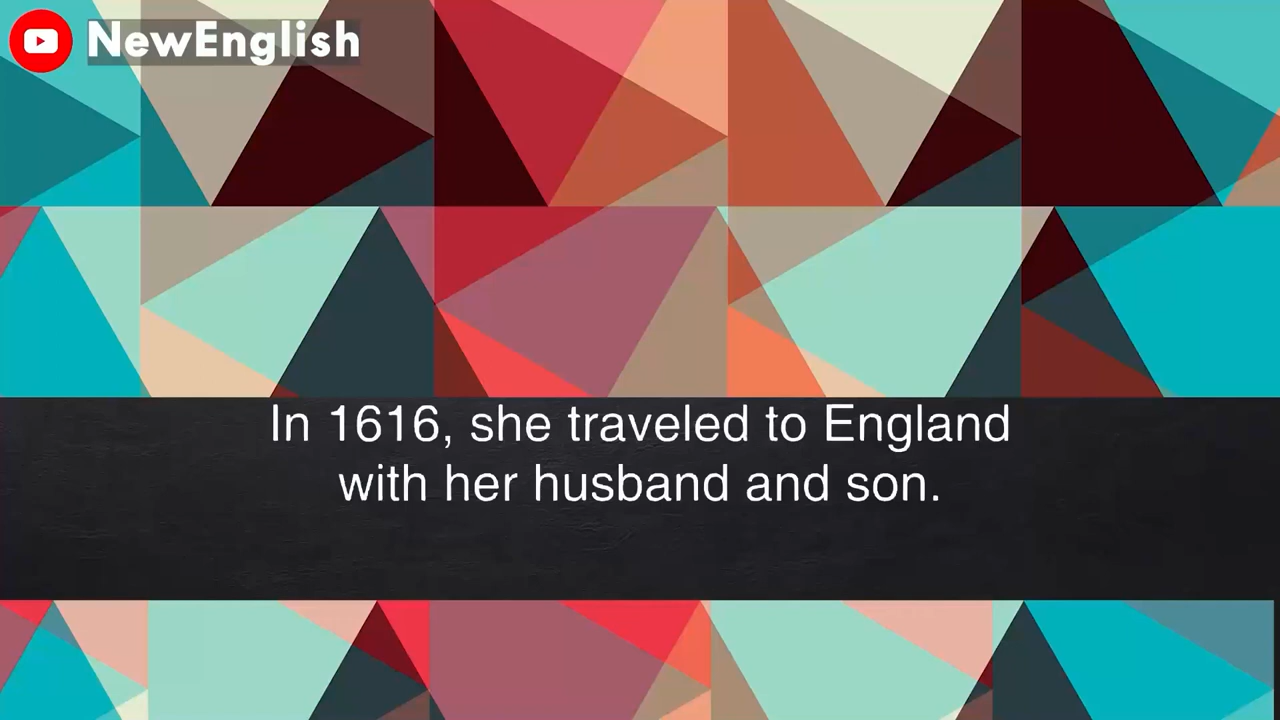 NewEnglish
In 1616, she traveled to England
with her husband and son.